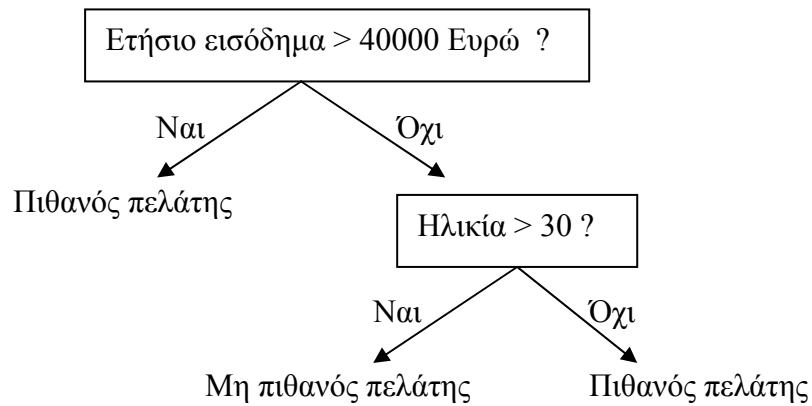 Ετήσιο εισόδημα > 40000 Ευρώ ?
Ναι
Όχι
Πιθανός πελάτης
Ηλικία > 30 ?
Ναι
Όχι
Μη πιθανός πελάτης
Πιθανός πελάτης